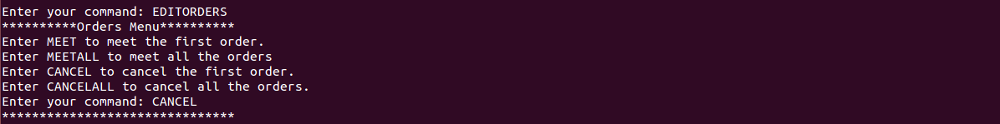 Enter your command: EDITORDERS
**********Orders Menu**********
Enter MEET to meet the first order.
Enter MEETALL to meet all the orders
Enter CANCEL to cancel the first order.
Enter CANCELALL to cancel all the orders.
Enter your command: CANCEL
*******************************